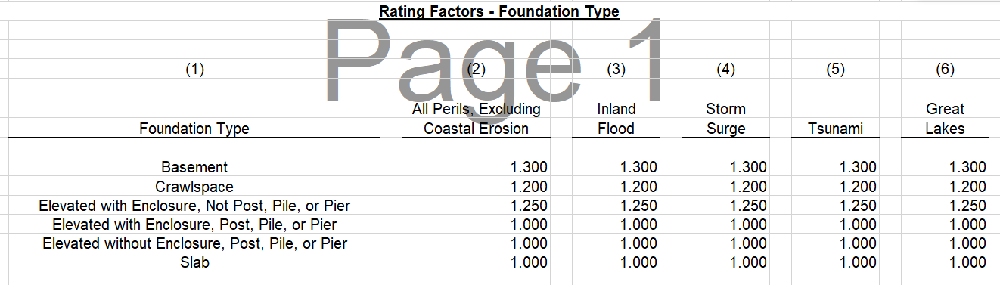 Rating Factors - Foundation Type
Page 1
(1) (2) (3) (4) (5) (6)
All Perils, Excluding Inland Storm Great
Foundation Type Coastal Erosion Flood Surge Tsunami Lakes
Basement 1.300 1.300 1.300 1.300 1.300
Crawlspace 1.200 1.200 1.200 1.200 1.200
Elevated with Enclosure, Not Post, Pile, or Pier 1.250 1.250 1.250 1.250 1.250
Elevated with Enclosure, Post, Pile, or Pier 1.000 1.000 1.000 1.000 1.000
Elevated without Enclosure, Post, Pile, or Pier 1.000 1.000 1.000 1.000 1.000
Slab 1.000 1.000 1.000 1.000 1.000